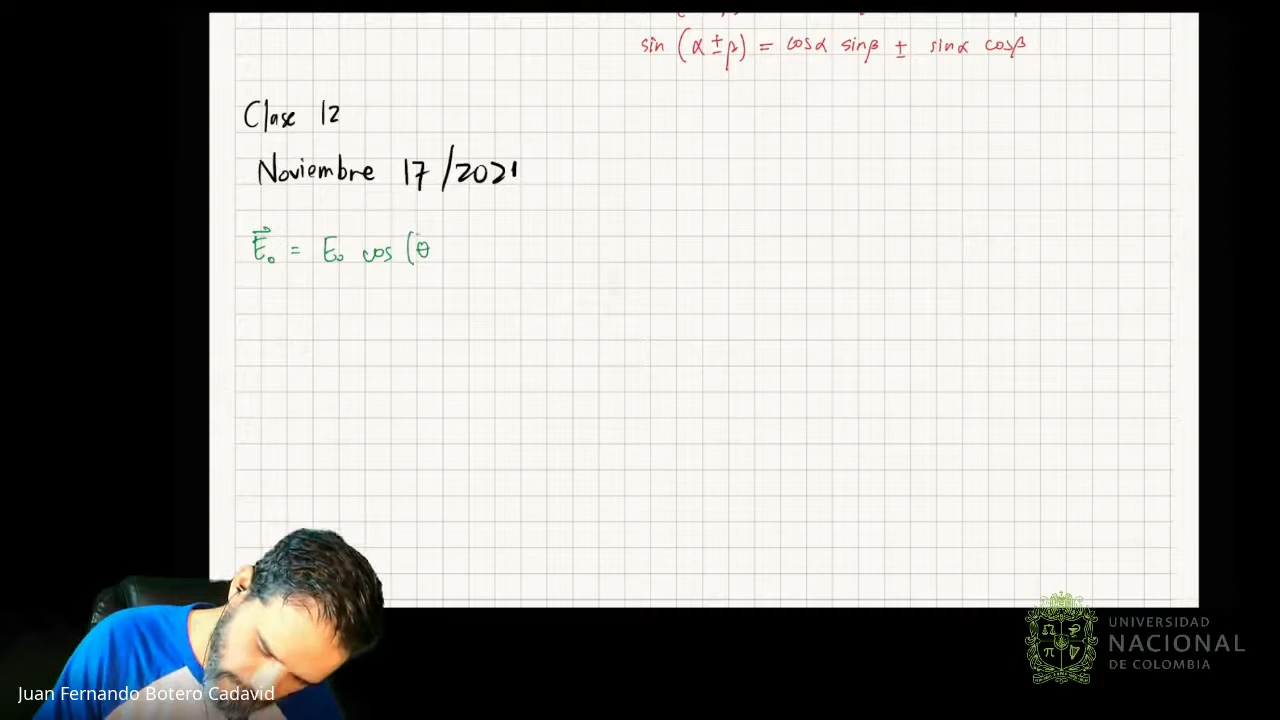 sin (α ± β) = cosα sinβ ± sinα cosβ
Clase 12
Noviembre 17 /2021
E⃗₀ = E₀ cos (θ
UNIVERSIDAD
NACIONAL
DE COLOMBIA
Juan Fernando Botero Cadavid